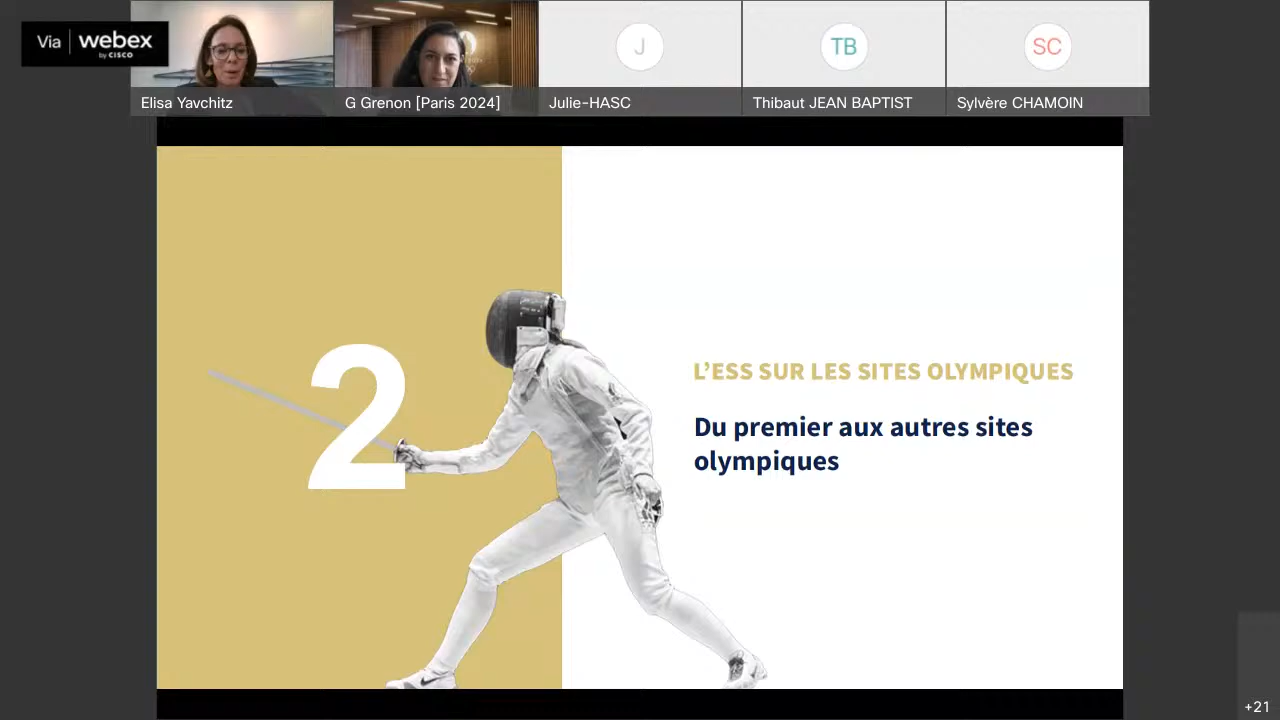 Via webex
by CISCO
Elisa Yavchitz
G Grenon [Paris 2024]
J
Julie-HASC
TB
Thibaut JEAN BAPTIST
SC
Sylvère CHAMOIN
2
L’ESS SUR LES SITES OLYMPIQUES
Du premier aux autres sites
olympiques
+21